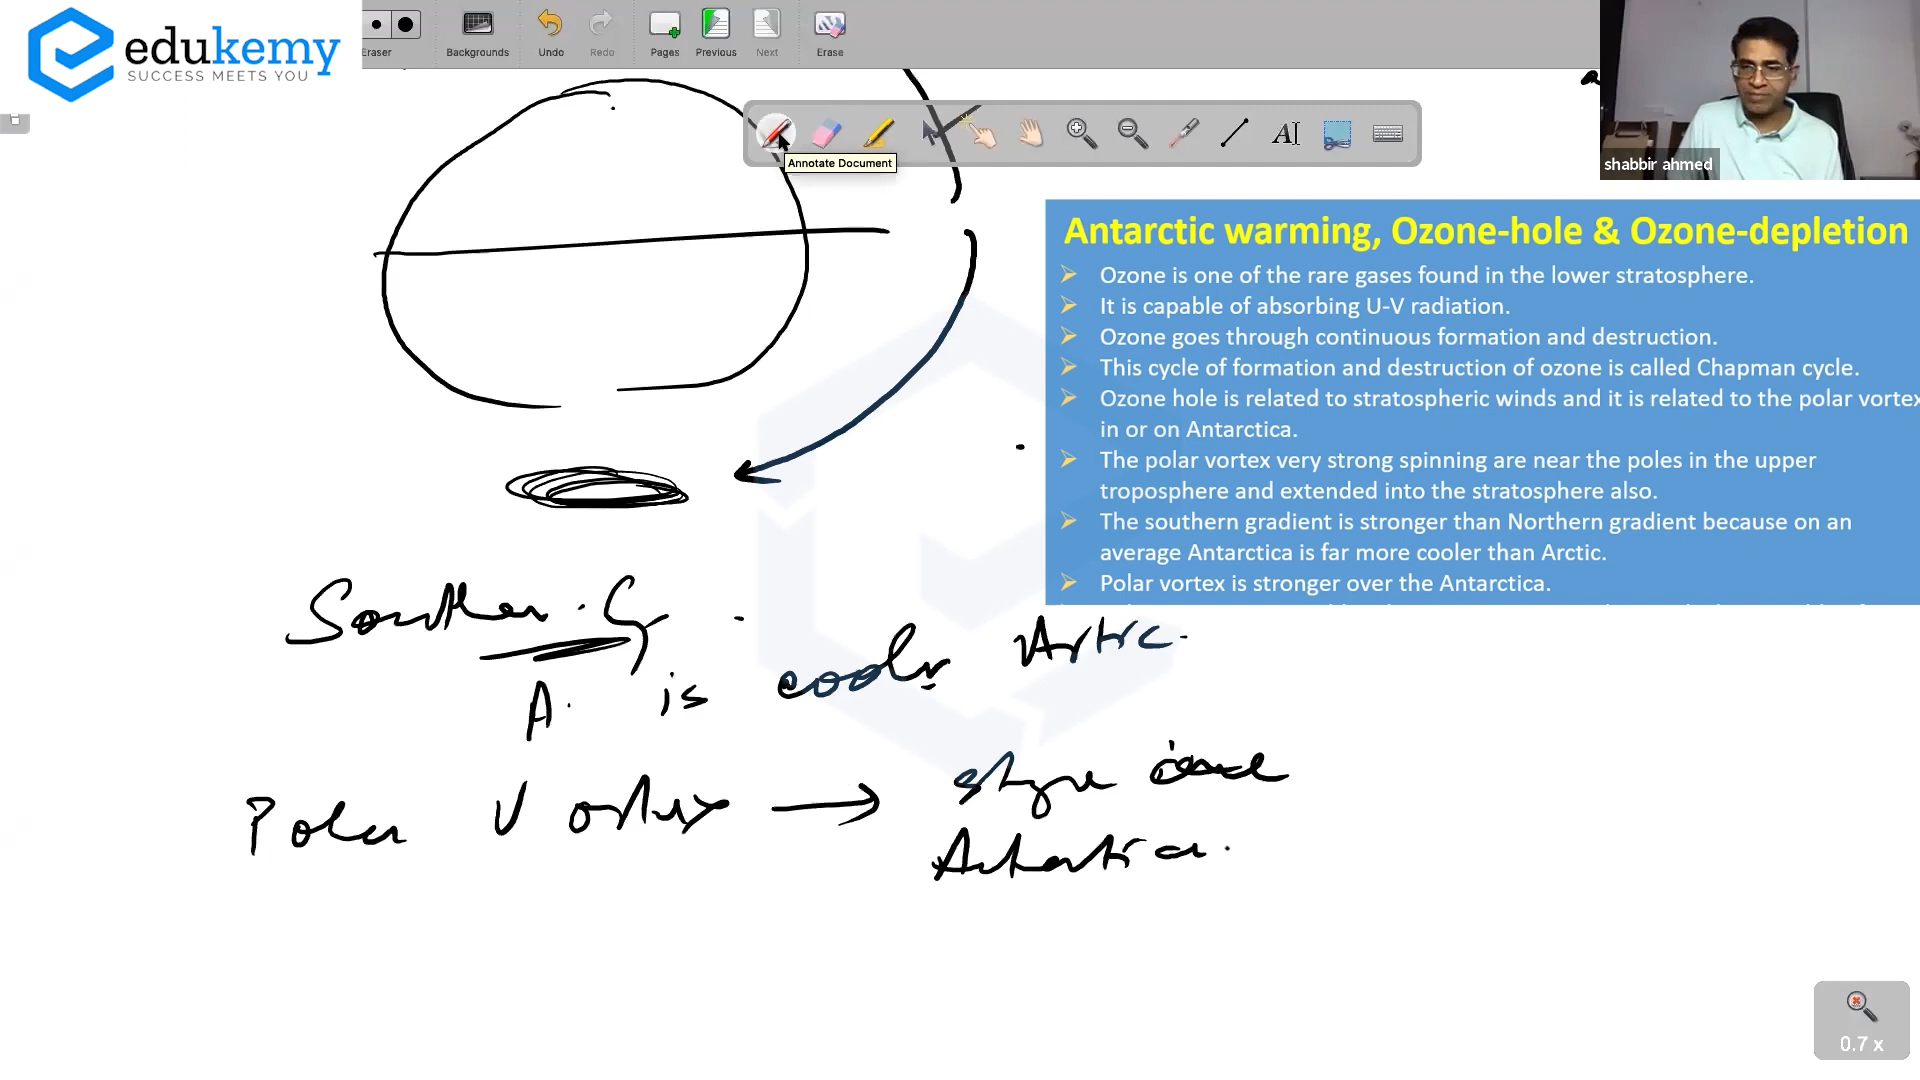 edukemy
SUCCESS MEETS YOU
Eraser
Backgrounds
Undo
Redo
Pages
Previous
Next
Erase
Annotate Document
shabbir ahmed
Antarctic warming, Ozone-hole & Ozone-depletion
Ozone is one of the rare gases found in the lower stratosphere.
It is capable of absorbing U-V radiation.
Ozone goes through continuous formation and destruction.
This cycle of formation and destruction of ozone is called Chapman cycle.
Ozone hole is related to stratospheric winds and it is related to the polar vortex
in or on Antarctica.
The polar vortex very strong spinning are near the poles in the upper
troposphere and extended into the stratosphere also.
The southern gradient is stronger than Northern gradient because on an
average Antarctica is far more cooler than Arctic.
Polar vortex is stronger over the Antarctica.
Southern. G
A. is cooler Artic.
Polar Vortex →
Antartica.
0.7 x